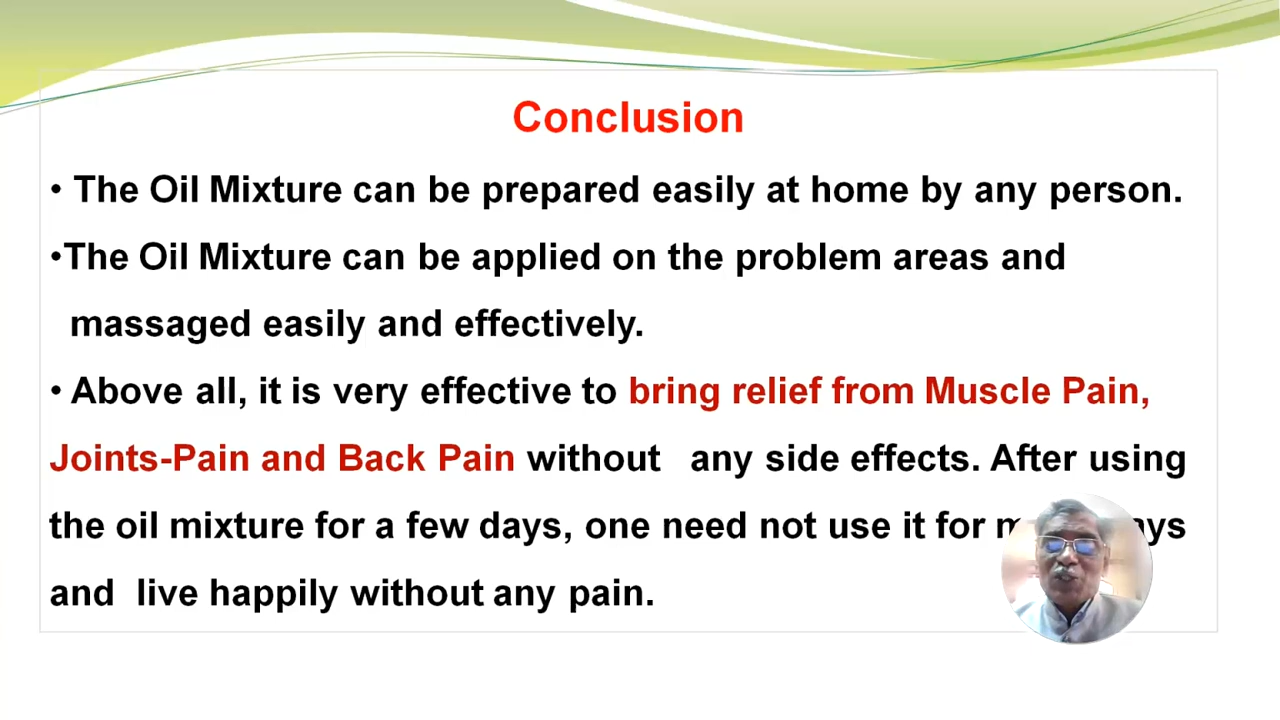 Conclusion
• The Oil Mixture can be prepared easily at home by any person.
•The Oil Mixture can be applied on the problem areas and
massaged easily and effectively.
• Above all, it is very effective to bring relief from Muscle Pain,
Joints-Pain and Back Pain without any side effects. After using
the oil mixture for a few days, one need not use it for
and live happily without any pain.